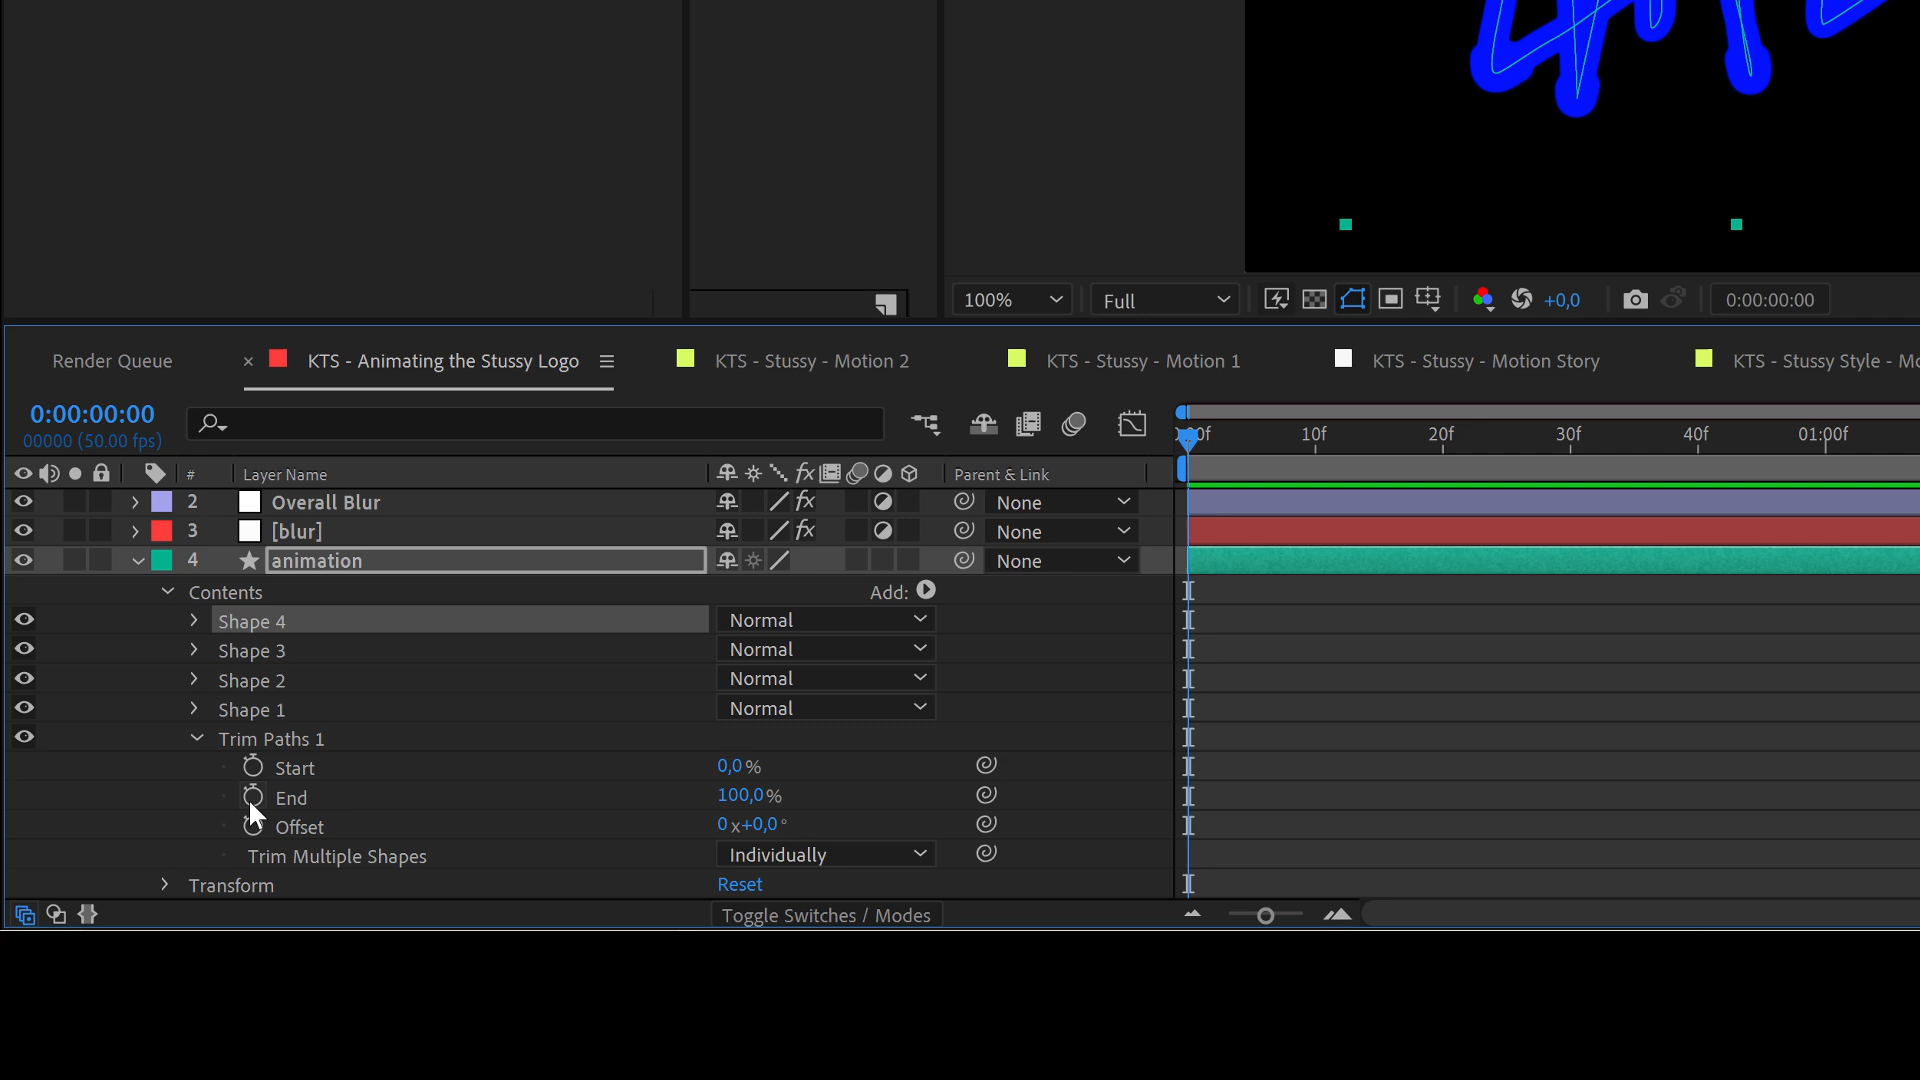 100% Full +0,0 0:00:00:00
Render Queue × KTS - Animating the Stussy Logo KTS - Stussy - Motion 2 KTS - Stussy - Motion 1 KTS - Stussy - Motion Story KTS - Stussy Style - Mo
0:00:00:00
00000 (50.00 fps)
10f 20f 30f 40f 01:00f
# Layer Name fx Parent & Link
2 Overall Blur fx None
3 [blur] fx None
4 animation None
Contents Add:
Shape 4 Normal
Shape 3 Normal
Shape 2 Normal
Shape 1 Normal
Trim Paths 1
Start 0,0%
End 100,0%
Offset 0x+0,0°
Trim Multiple Shapes Individually
Transform Reset
Toggle Switches / Modes